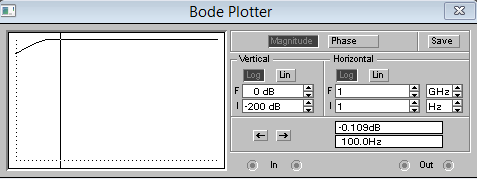 Bode Plotter
Magnitude Phase Save
Vertical Horizontal
Log Lin Log Lin
F 0 dB F 1 GHz
I -200 dB I 1 Hz
← → -0.109dB
100.0Hz
In Out